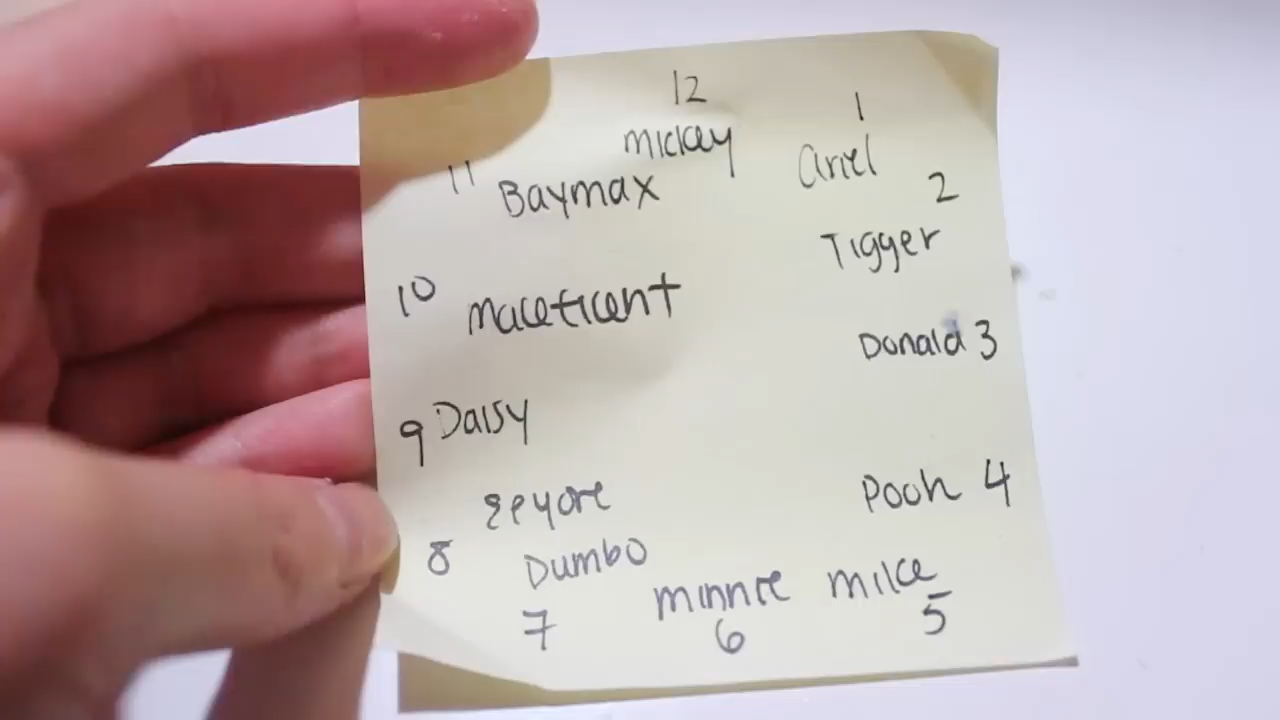 12
1
Mickey
Ariel
11
Baymax
2
Tigger
10
Maleficent
Donald 3
9 Daisy
Eeyore
Pooh 4
8
Dumbo
Minnie
Mike
7
6
5